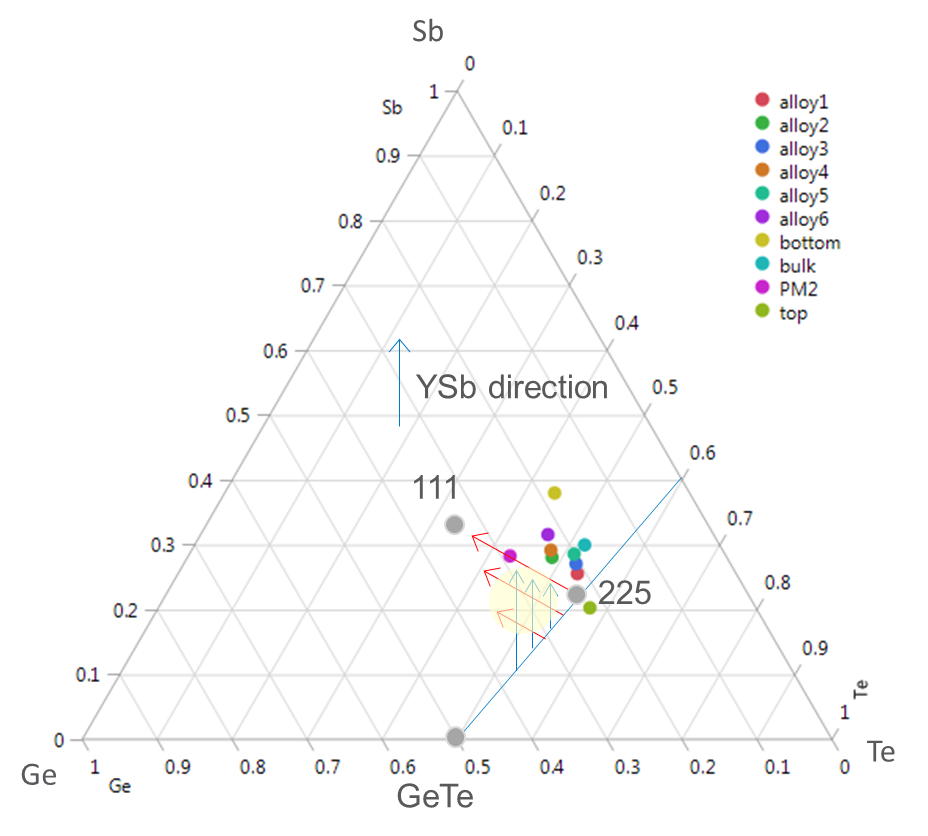 Sb
0
1
Sb
0.1
0.9
0.2
0.8
0.3
0.7
0.4
0.6
YSb direction
0.5
0.5
0.6
0.4
111
0.7
0.3
0.8
225
0.2
0.9
0.1
Te
1
0
Te
Ge
1
0.9
0.8
0.7
0.6
0.5
0.4
0.3
0.2
0.1
0
Ge
GeTe
alloy1
alloy2
alloy3
alloy4
alloy5
alloy6
bottom
bulk
PM2
top